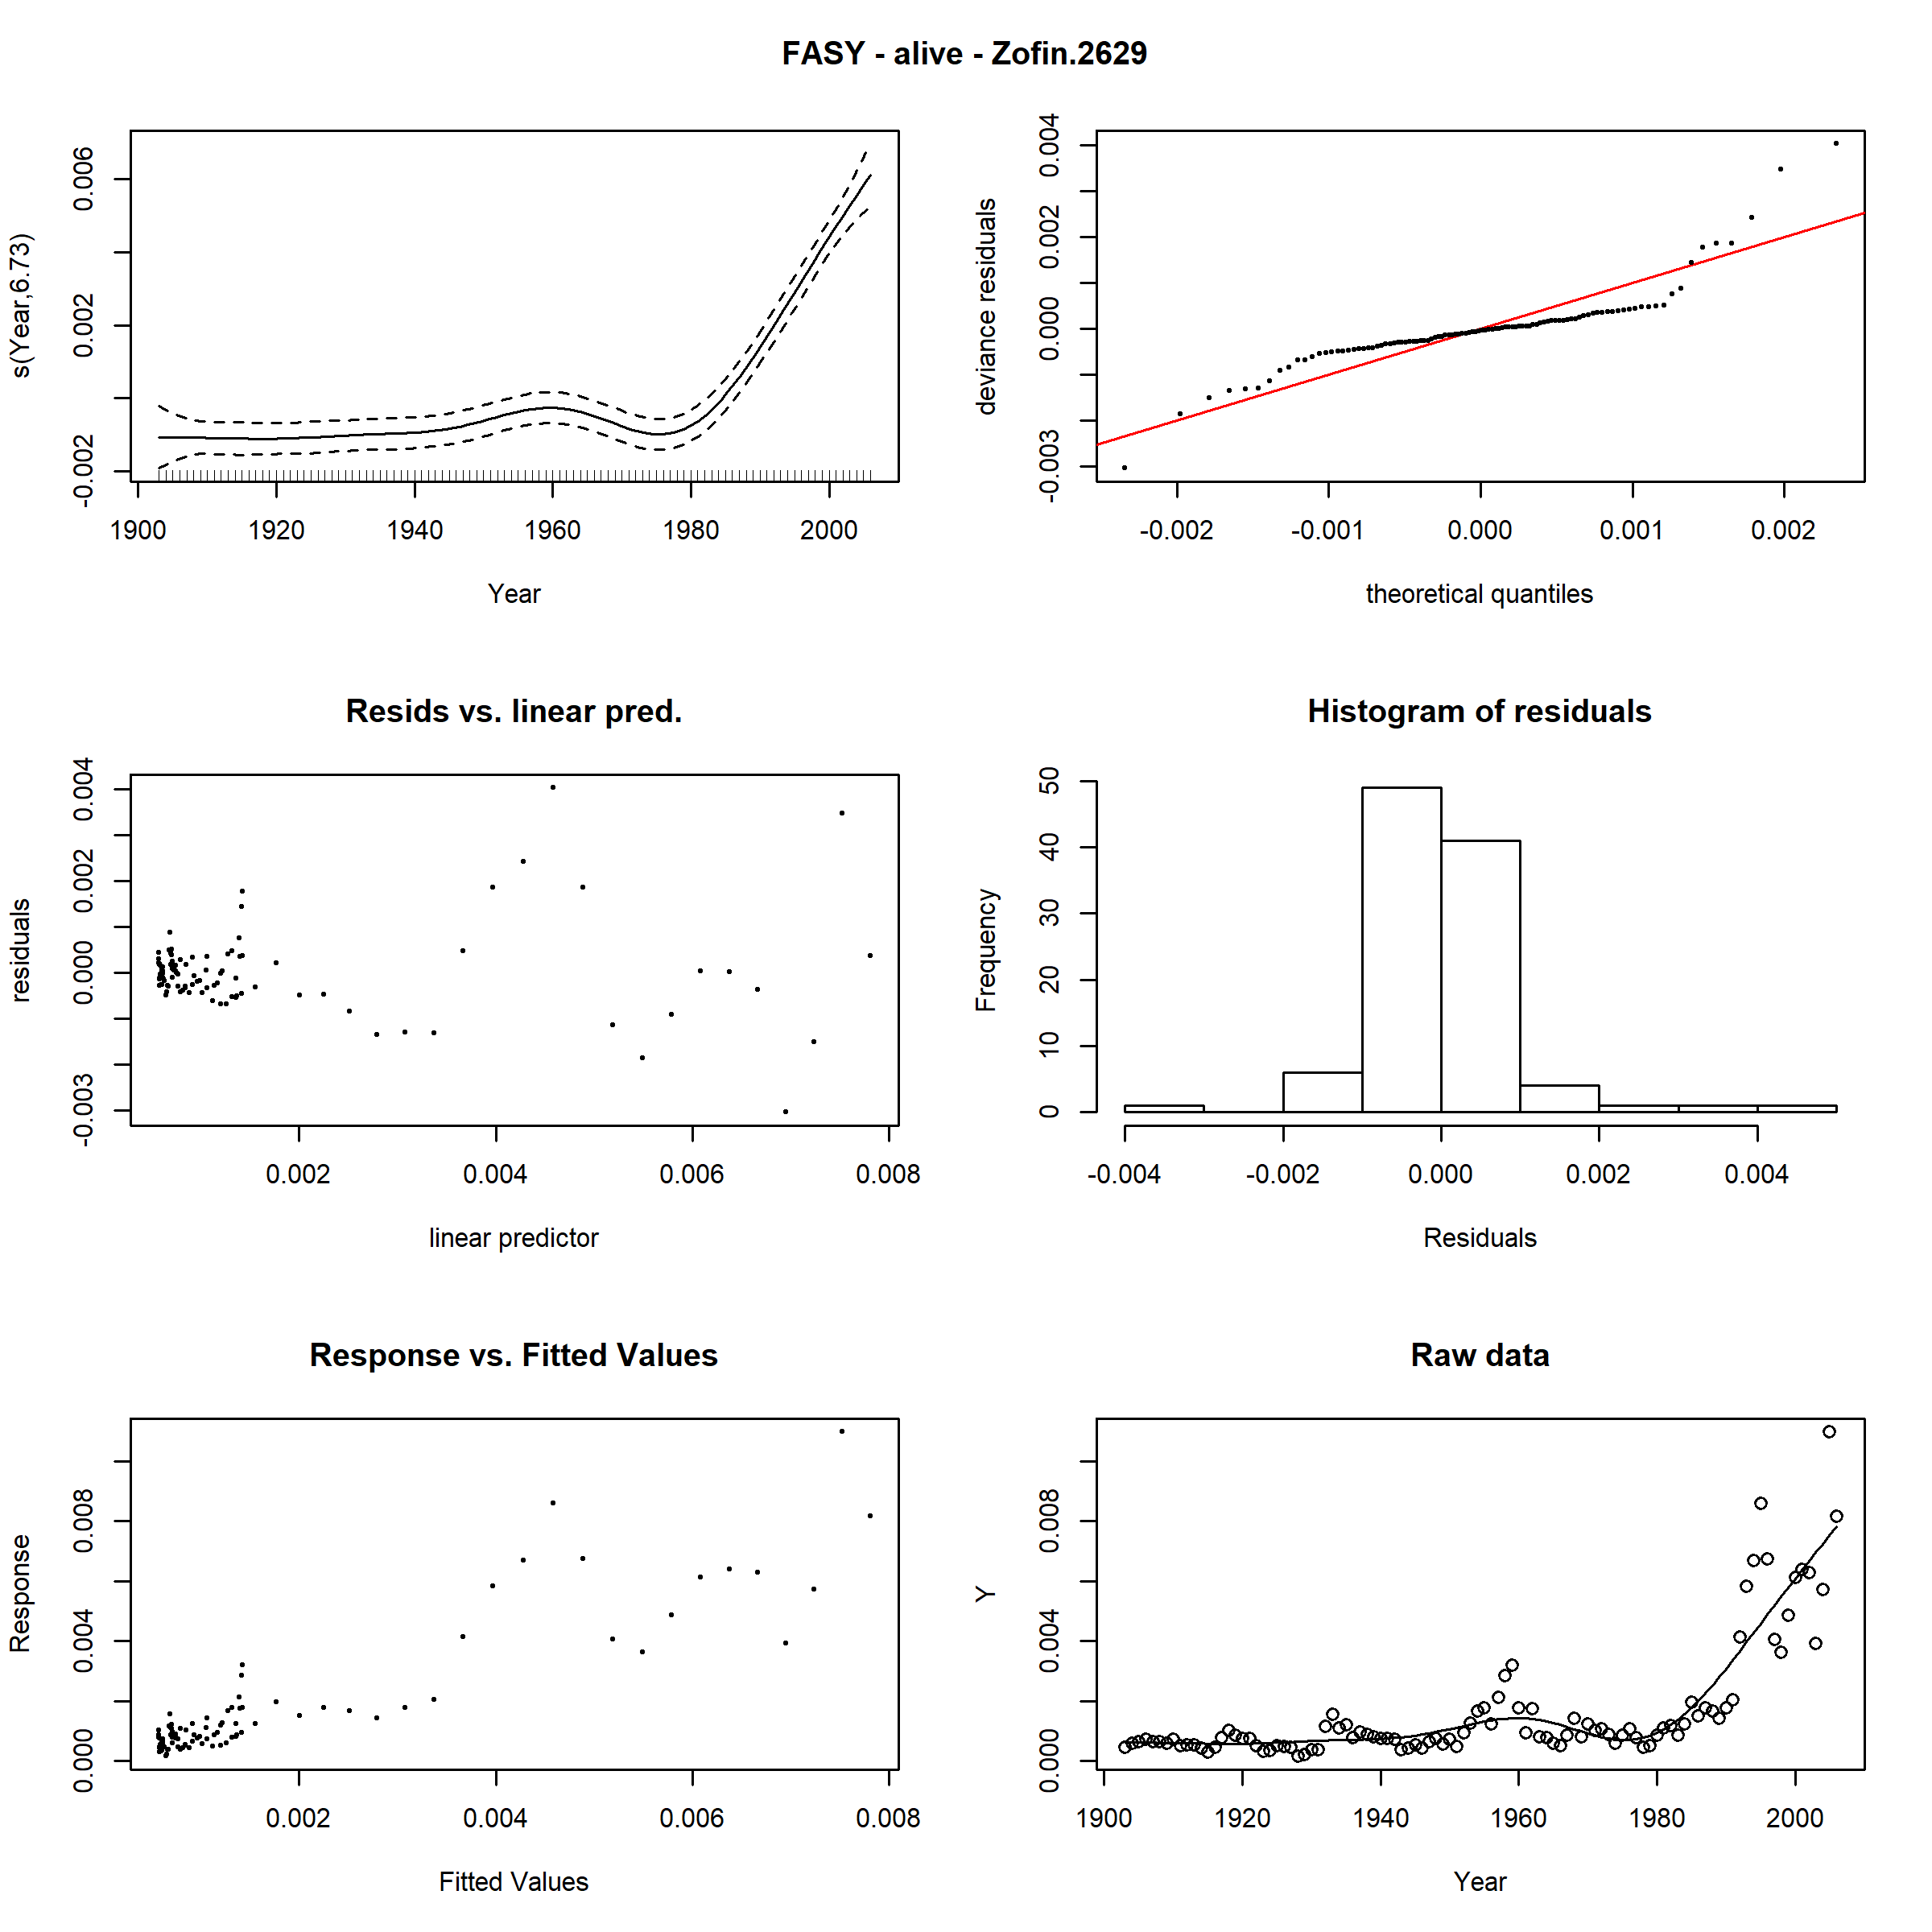 FASY - alive - Zofin.2629
s(Year,6.73)
-0.002 0.002 0.006
1900 1920 1940 1960 1980 2000
Year
deviance residuals
-0.003 0.000 0.002 0.004
-0.002 -0.001 0.000 0.001 0.002
theoretical quantiles
Resids vs. linear pred.
residuals
-0.003 0.000 0.002 0.004
0.002 0.004 0.006 0.008
linear predictor
Histogram of residuals
Frequency
0 10 20 30 40 50
-0.004 -0.002 0.000 0.002 0.004
Residuals
Response vs. Fitted Values
Response
0.000 0.004 0.008
0.002 0.004 0.006 0.008
Fitted Values
Raw data
Y
0.000 0.004 0.008
1900 1920 1940 1960 1980 2000
Year